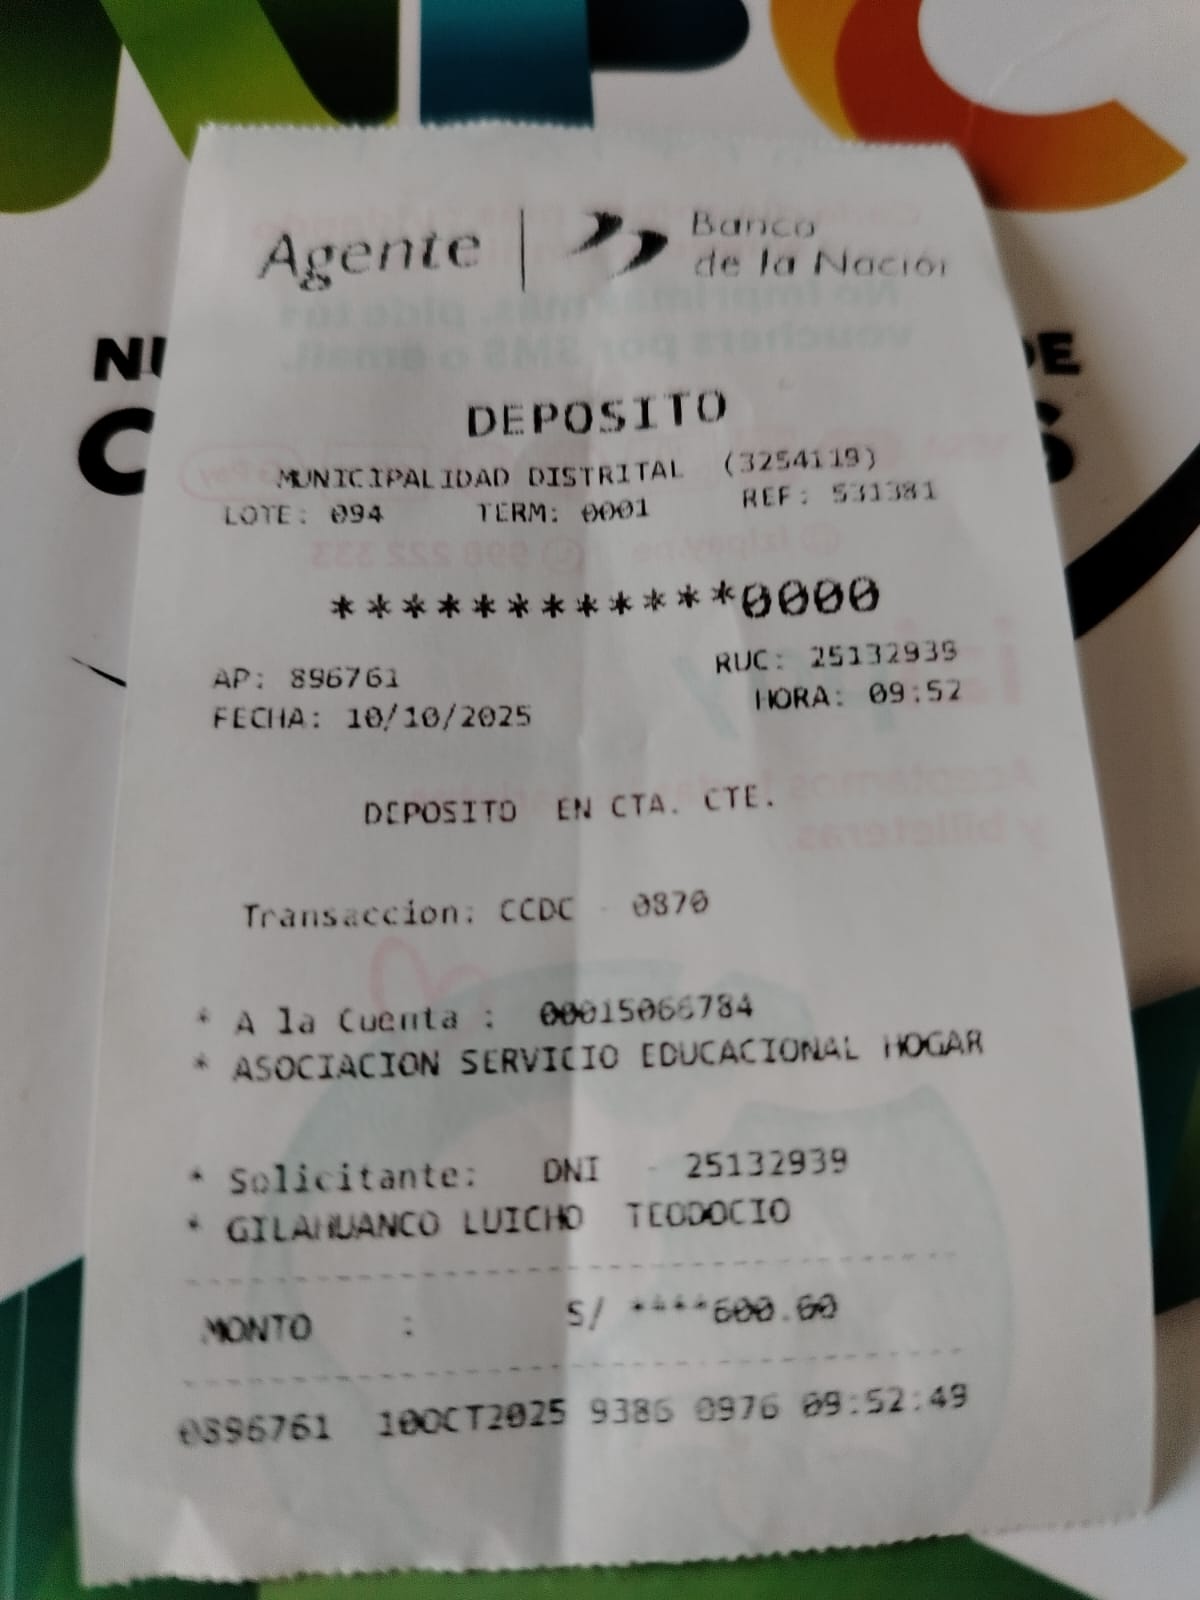 Agente | Banco
de la Nación
DEPOSITO
MUNICIPALIDAD DISTRITAL (3254119)
LOTE: 094 TERM: 0001 REF: 531381
************0000
AP: 896761 RUC: 25132939
FECHA: 10/10/2025 HORA: 09:52
DEPOSITO EN CTA. CTE.
Transaccion: CCDC - 0870
* A la Cuenta : 00015066784
* ASOCIACION SERVICIO EDUCACIONAL HOGAR
* Solicitante: DNI - 25132939
* GILAHUANCO LUICHO TEODOCIO
MONTO : S/ ****600.60
0896761 10OCT2025 9386 0976 09:52:49